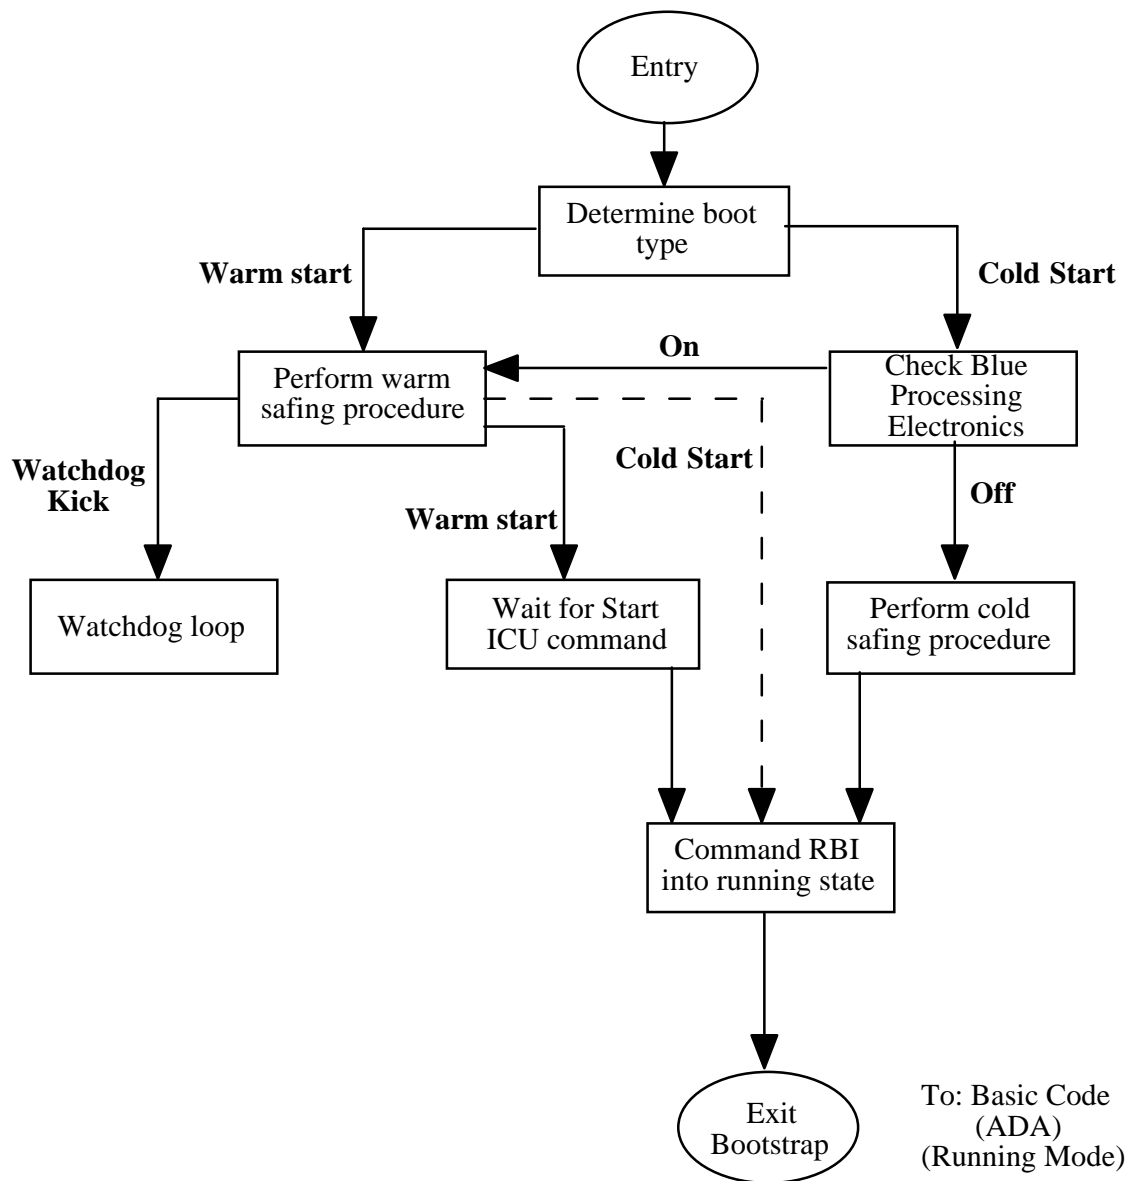 Entry
Determine boot
type
Warm start
Cold Start
On
Perform warm
safing procedure
Check Blue
Processing
Electronics
Watchdog
Kick
Cold Start
Off
Warm start
Watchdog loop
Wait for Start
ICU command
Perform cold
safing procedure
Command RBI
into running state
Exit
Bootstrap
To: Basic Code
(ADA)
(Running Mode)